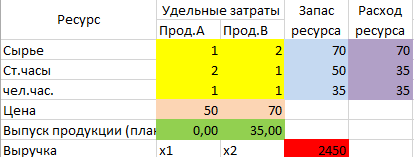 Ресурс Удельные затраты Запас Расход
Прод.А Прод.В ресурса ресурса
Сырье 1 2 70 70
Ст.часы 2 1 50 35
чел.час. 1 1 35 35
Цена 50 70
Выпуск продукции (план 0,00 35,00
Выручка x1 x2 2450